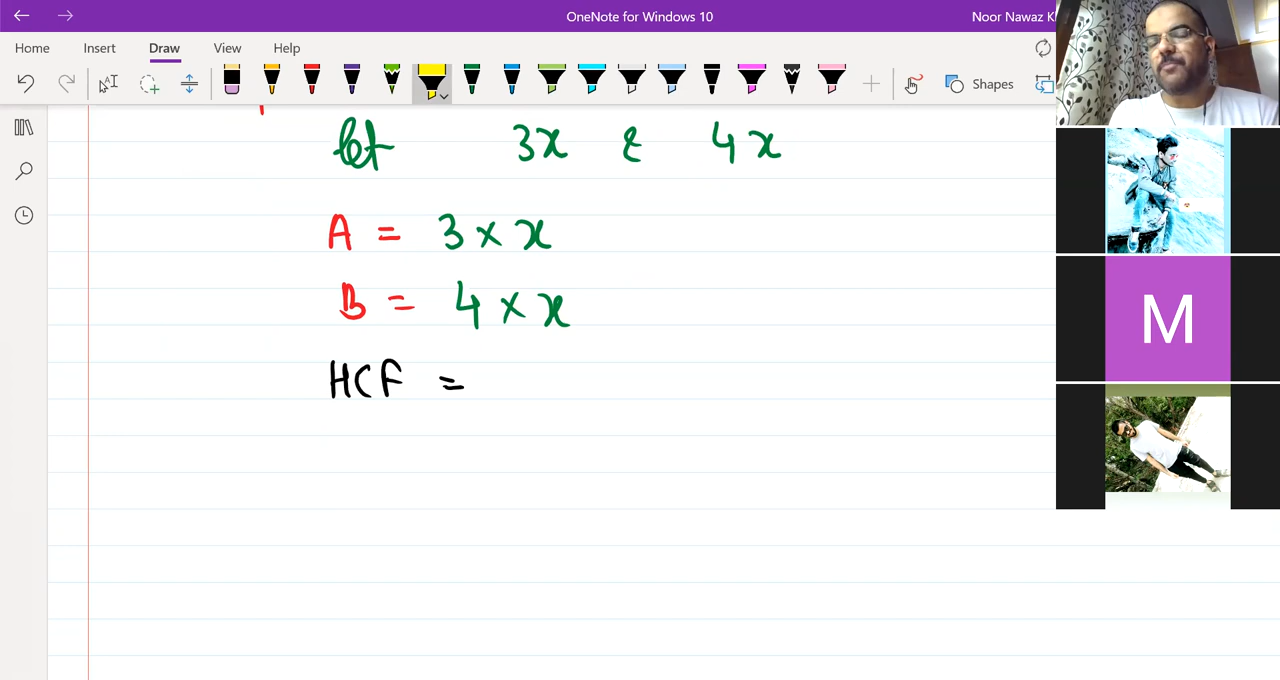 OneNote for Windows 10
Noor Nawaz K
Home Insert Draw View Help
Shapes
let 3x & 4x
A = 3 × x
B = 4 × x
HCF =
M